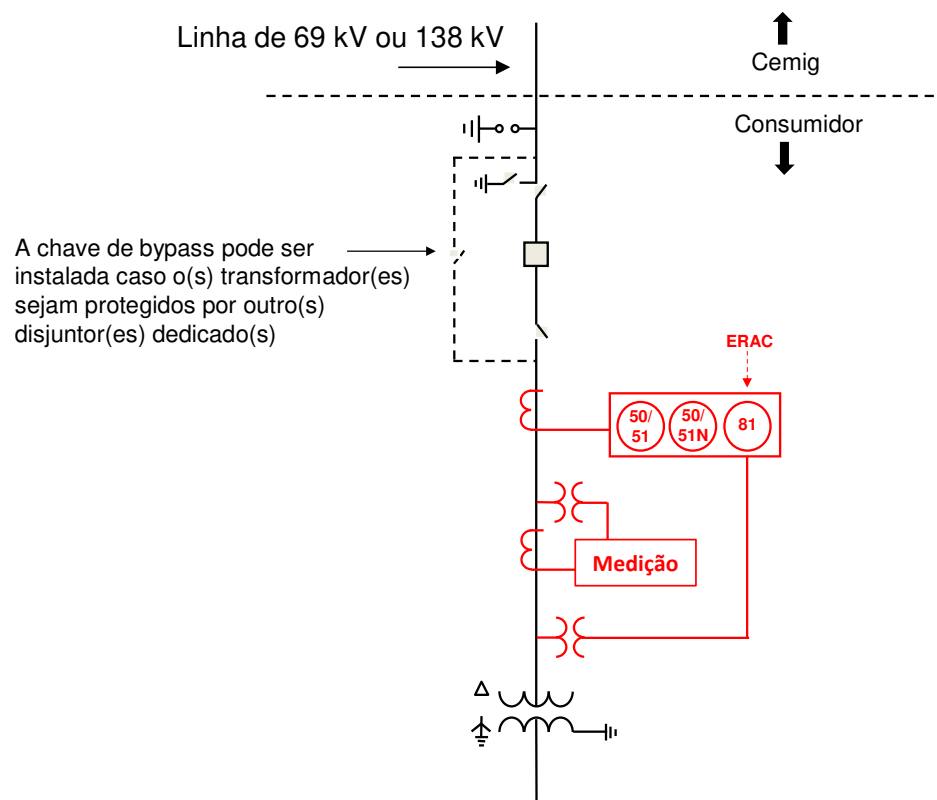 Linha de 69 kV ou 138 kV
Cemig
Consumidor
A chave de bypass pode ser
instalada caso o(s) transformador(es)
sejam protegidos por outro(s)
disjuntor(es) dedicado(s)
ERAC
50/
51
50/
51N
81
Medição
Δ